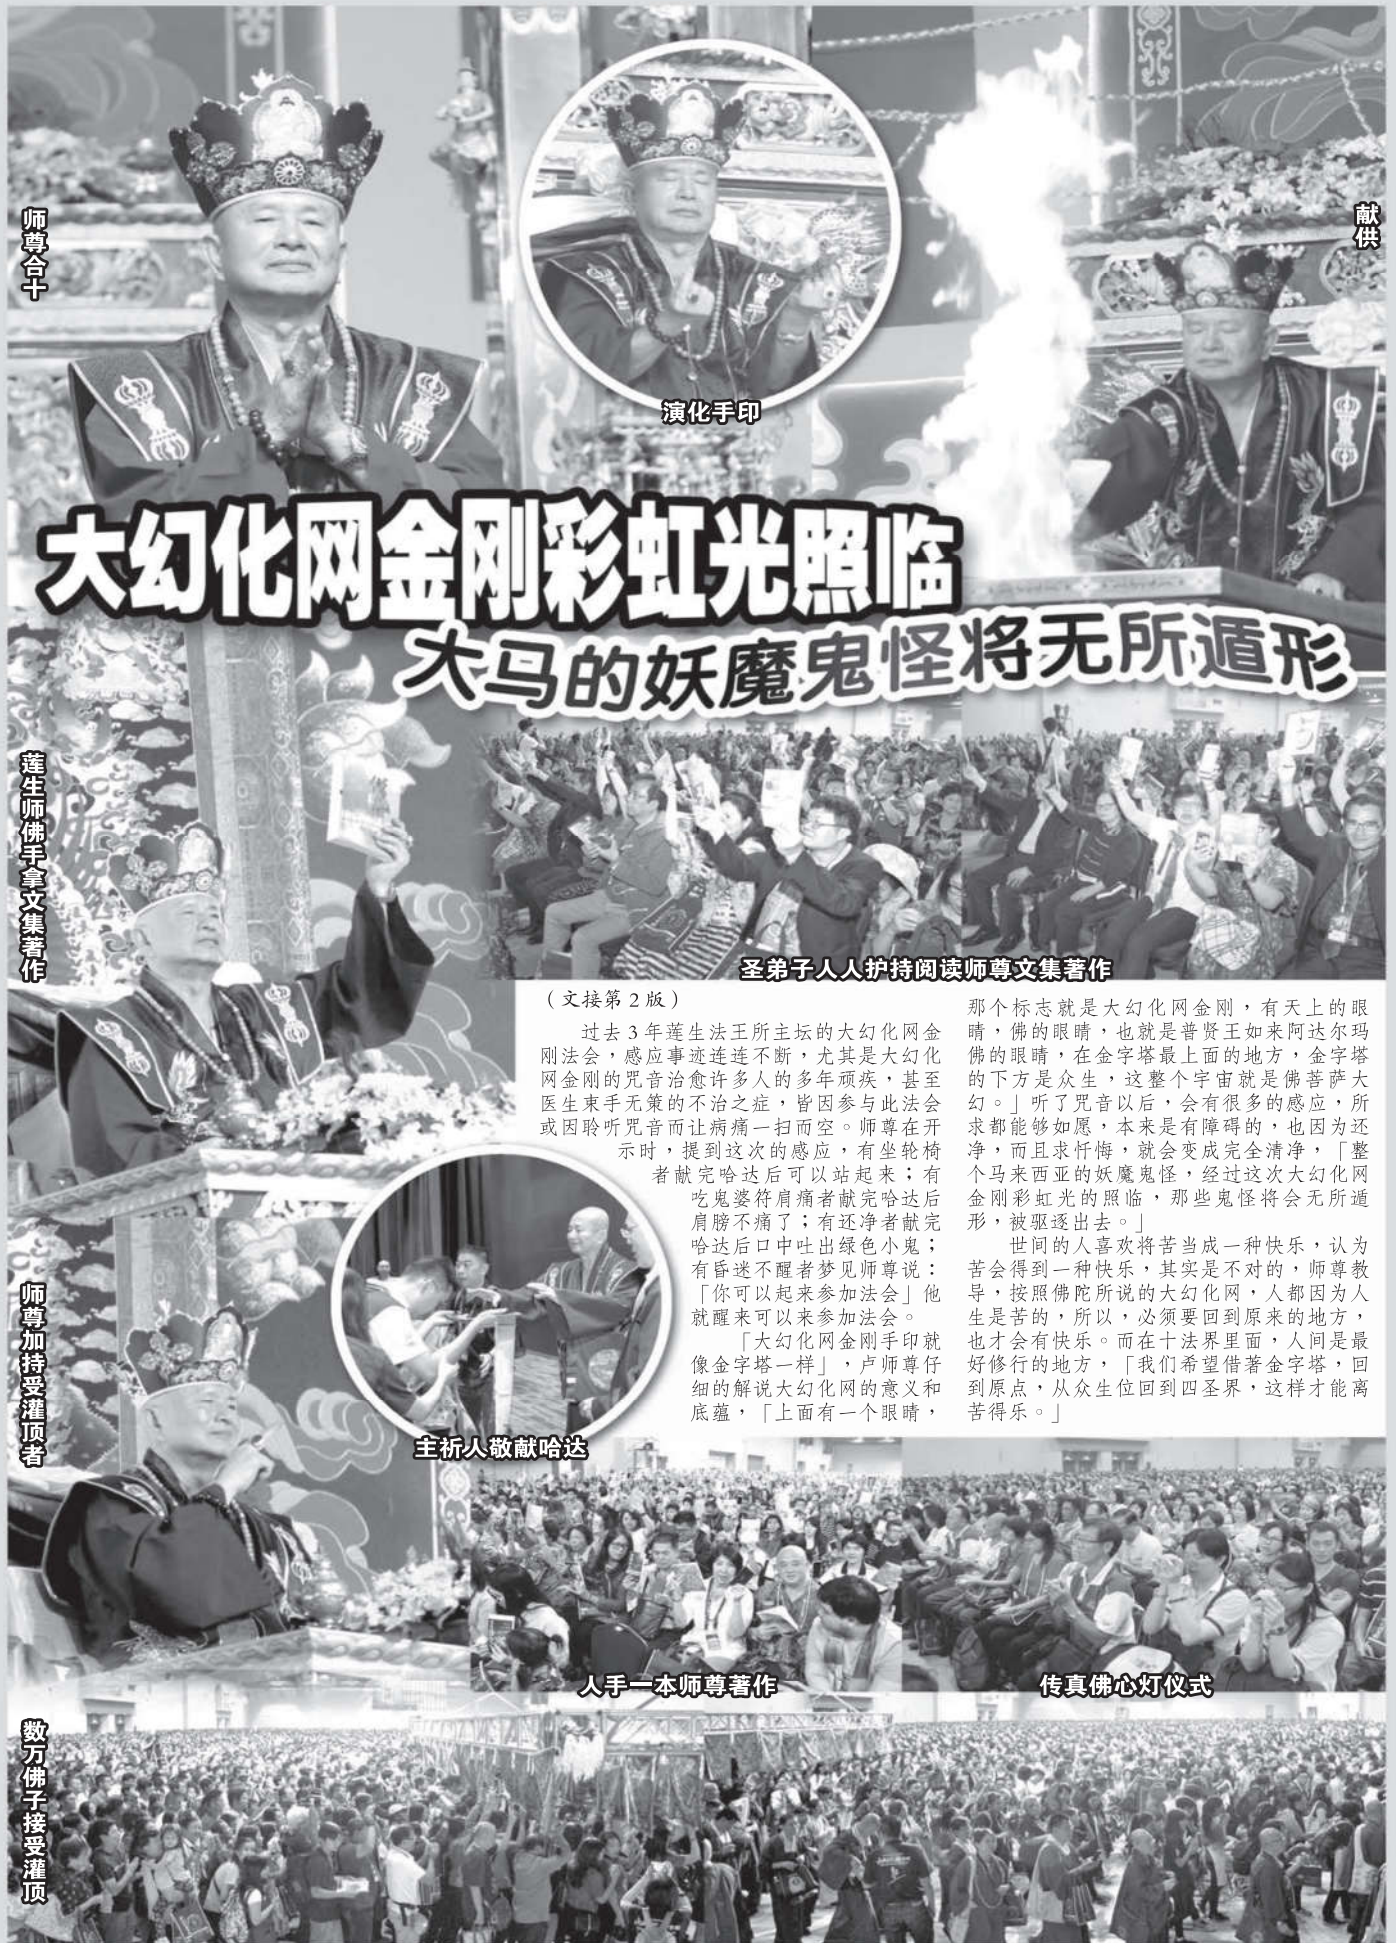 师尊合十
演化手印
献供
大幻化网金刚彩虹光照临
大马的妖魔鬼怪将无所遁形
莲生师佛手拿文集著作
圣弟子人人护持阅读师尊文集著作
（文接第2版）
过去3年莲生法王所主坛的大幻化网金
刚法会，感应事迹连连不断，尤其是大幻化
网金刚的咒音治愈许多人的多年顽疾，甚至
医生束手无策的不治之症，皆因参与此法会
或因聆听咒音而让病痛一扫而空。师尊在开
示时，提到这次的感应，有坐轮椅
者献完哈达后可以站起来；有
吃鬼婆符肩痛者献完哈达后
肩膀不痛了；有还净者献完
哈达后口中吐出绿色小鬼；
有昏迷不醒者梦见师尊说：
「你可以起来参加法会」他
就醒来可以来参加法会。
「大幻化网金刚手印就
像金字塔一样」，卢师尊仔
细的解说大幻化网的意义和
底蕴，「上面有一个眼睛，
那个标志就是大幻化网金刚，有天上的眼
睛，佛的眼睛，也就是普贤王如来阿达尔玛
佛的眼睛，在金字塔最上面的地方，金字塔
的下方是众生，这整个宇宙就是佛菩萨大
幻。」听了咒音以后，会有很多的感应，所
求都能够如愿，本来是有障碍的，也因为还
净，而且求忏悔，就会变成完全清净，「整
个马来西亚的妖魔鬼怪，经过这次大幻化网
金刚彩虹光的照临，那些鬼怪将会无所遁
形，被驱逐出去。」
世间的人喜欢将苦当成一种快乐，认为
苦会得到一种快乐，其实是不对的，师尊教
导，按照佛陀所说的大幻化网，人都因为人
生是苦的，所以，必须要回到原来的地方，
也才会有快乐。而在十法界里面，人间是最
好修行的地方，「我们希望借著金字塔，回
到原点，从众生位回到四圣界，这样才能离
苦得乐。」
师尊加持受灌顶者
主祈人敬献哈达
人手一本师尊著作
传真佛心灯仪式
数万佛子接受灌顶